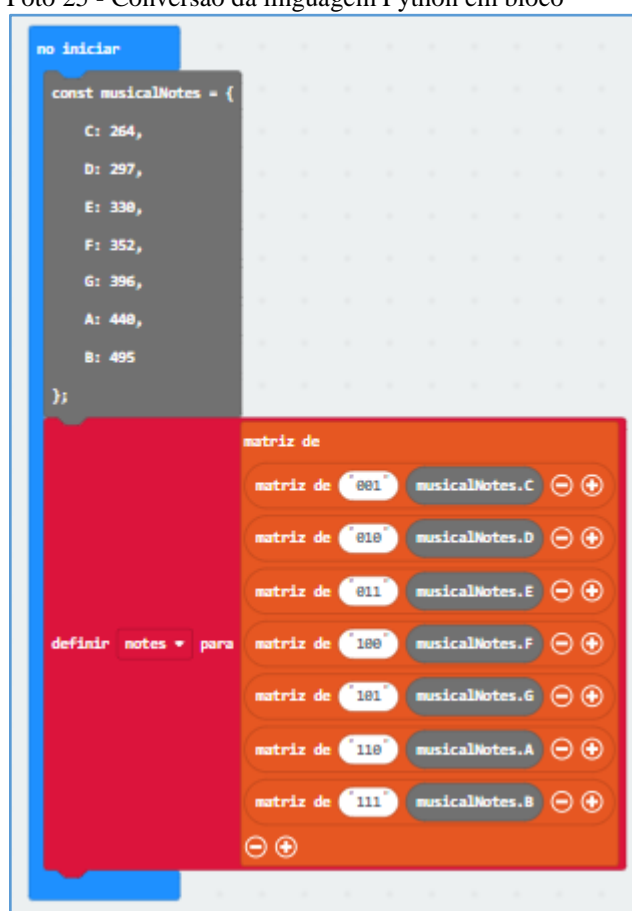 Foto 25 - Conversão da linguagem Python em bloco
no iniciar
const musicalNotes = {
C: 264,
D: 297,
E: 330,
F: 352,
G: 396,
A: 440,
B: 495
};
matriz de
matriz de "001" musicalNotes.C
matriz de "010" musicalNotes.D
matriz de "011" musicalNotes.E
definir notes para matriz de "100" musicalNotes.F
matriz de "101" musicalNotes.G
matriz de "110" musicalNotes.A
matriz de "111" musicalNotes.B